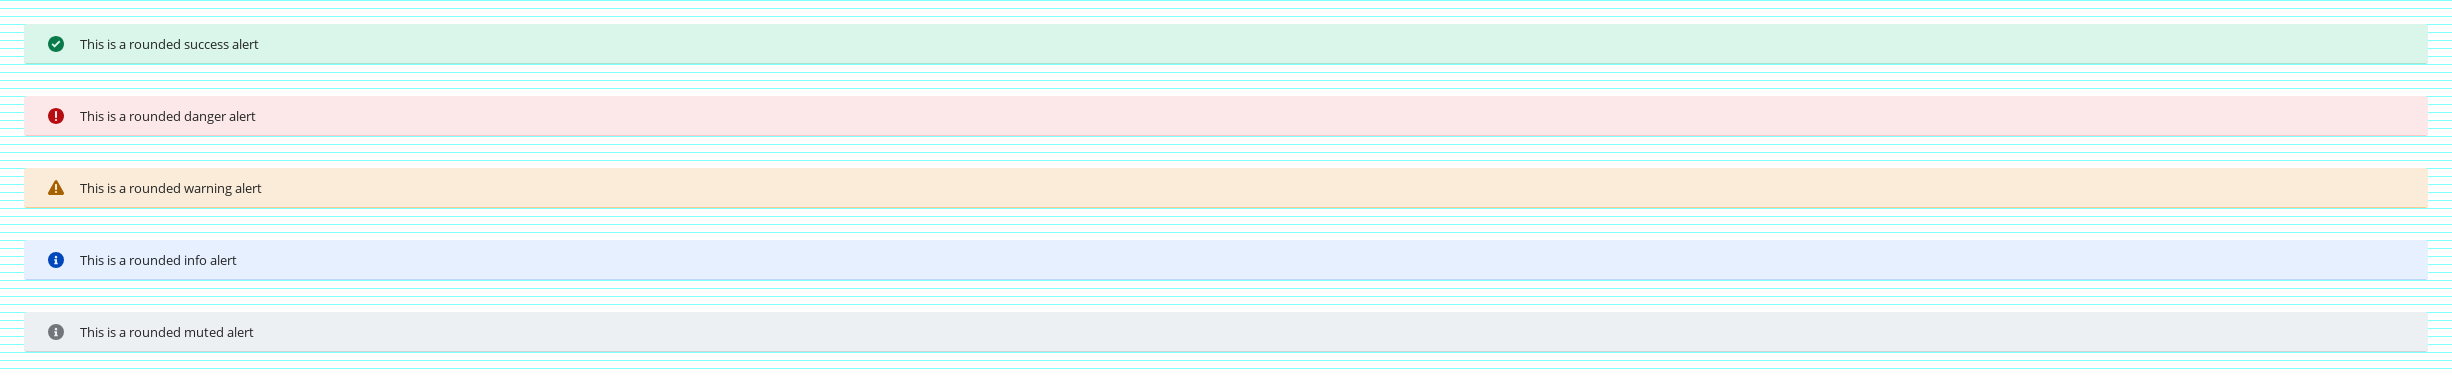 This is a rounded success alert
This is a rounded danger alert
This is a rounded warning alert
This is a rounded info alert
This is a rounded muted alert